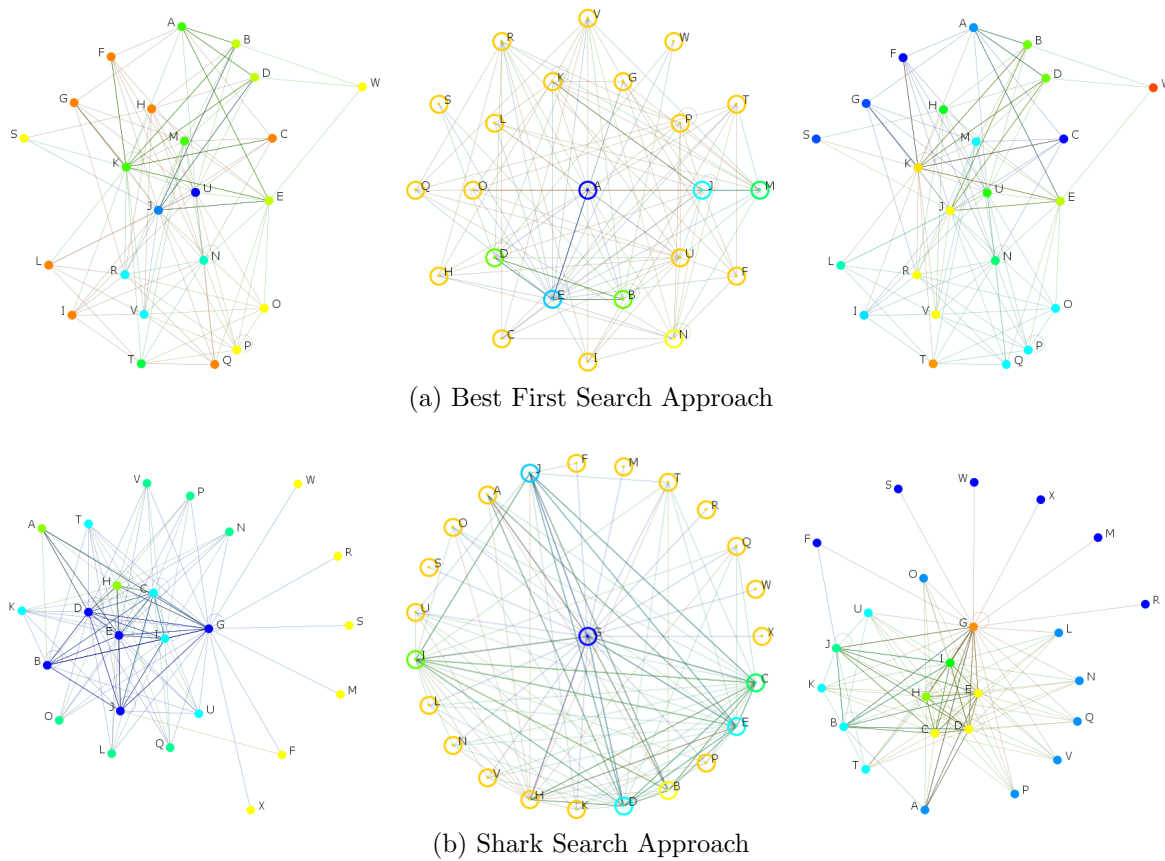 A B F D W G H S M C K U E J L R N I V O T P Q
V R W K G S T L P Q O A J M D U H E B F N C I
A B F D W G H S M C K U E J L R N I V O T P Q
(a) Best First Search Approach
V P W T A N R H C K D G S E I B M J O U L Q F X
F M J T A R O Q S W U G X I C L E N P V B H K D
W S X F M O R U G L J I K H E N B C D Q T V A P
(b) Shark Search Approach